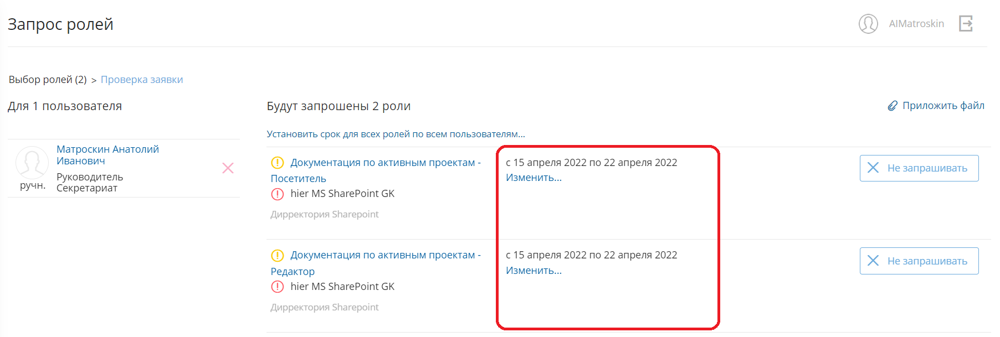 Запрос ролей
AIMatroskin
Выбор ролей (2) > Проверка заявки
Для 1 пользователя
Будут запрошены 2 роли
Приложить файл
Установить срок для всех ролей по всем пользователям...
Матроскин Анатолий
Иванович
Руководитель
Секретариат
ручн.
Документация по активным проектам -
Посетитель
hier MS SharePoint GK
Дирректория Sharepoint
с 15 апреля 2022 по 22 апреля 2022
Изменить...
Не запрашивать
Документация по активным проектам -
Редактор
hier MS SharePoint GK
Дирректория Sharepoint
с 15 апреля 2022 по 22 апреля 2022
Изменить...
Не запрашивать